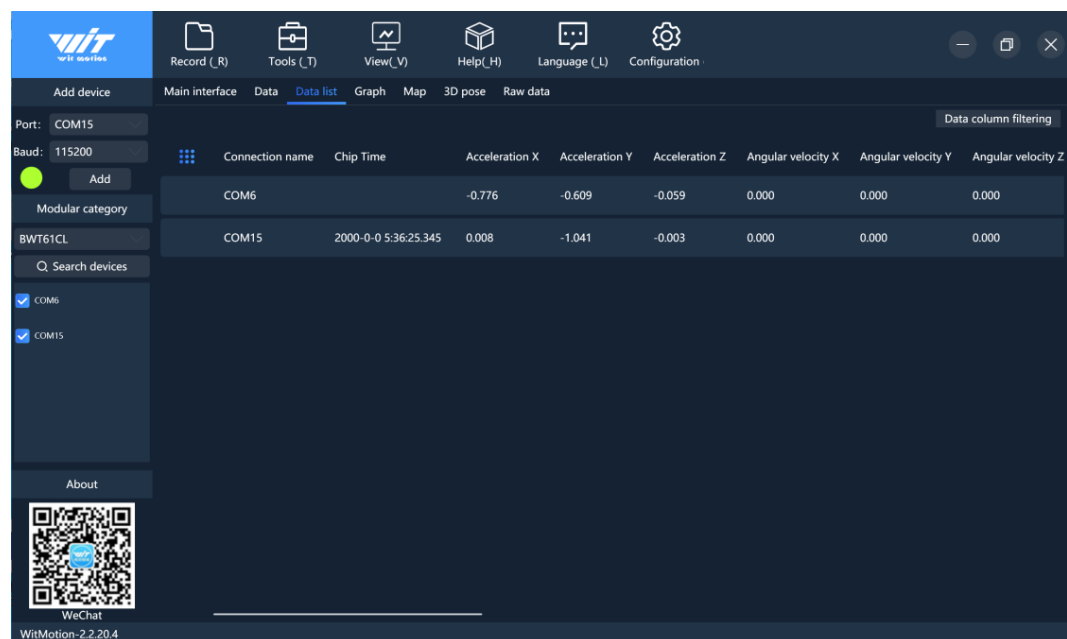 WiT
wit motion
Record (_R) Tools (_T) View(_V) Help(_H) Language (_L) Configuration
Add device
Main interface Data Data list Graph Map 3D pose Raw data
Port: COM15
Data column filtering
Baud: 115200
Connection name Chip Time Acceleration X Acceleration Y Acceleration Z Angular velocity X Angular velocity Y Angular velocity Z
Add
COM6 -0.776 -0.609 -0.059 0.000 0.000 0.000
Modular category
BWT61CL
COM15 2000-0-0 5:36:25.345 0.008 -1.041 -0.003 0.000 0.000 0.000
Search devices
COM6
COM15
About
WeChat
WitMotion-2.2.20.4